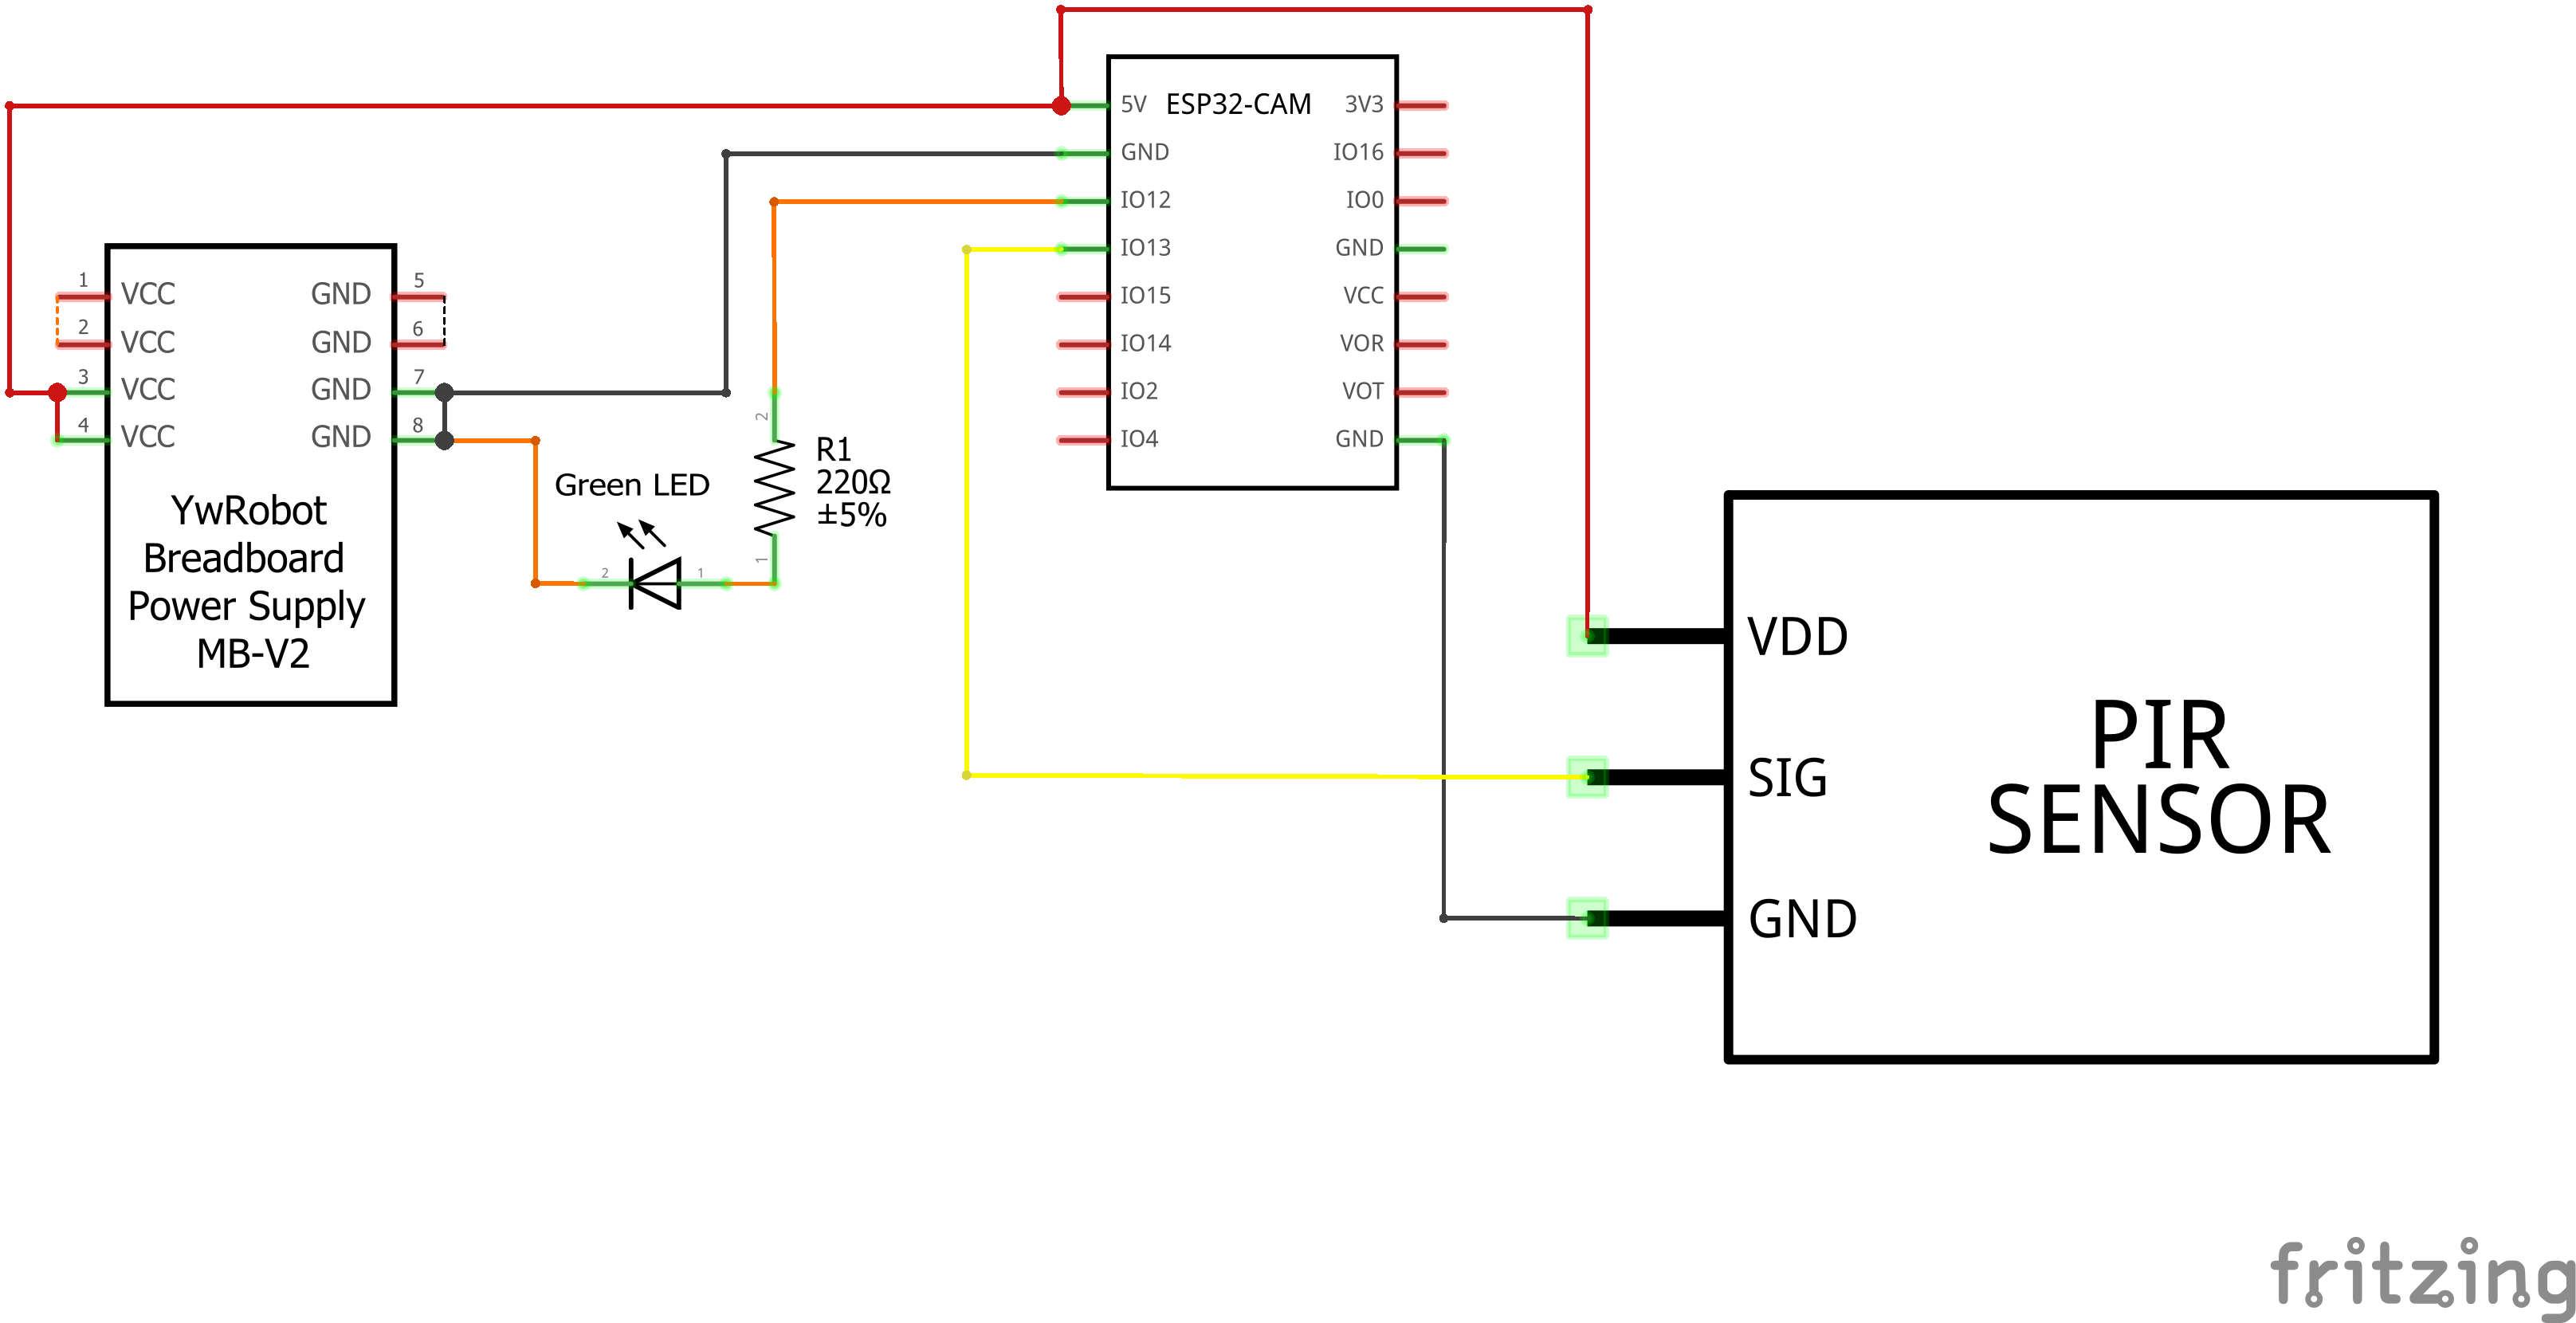 5V ESP32-CAM 3V3
GND IO16
IO12 IO0
IO13 GND
IO15 VCC
IO14 VOR
IO2 VOT
IO4 GND
1 VCC GND 5
2 VCC GND 6
3 VCC GND 7
4 VCC GND 8
YwRobot
Breadboard
Power Supply
MB-V2
Green LED
2 1
2
1
R1
220Ω
±5%
VDD
SIG
GND
PIR
SENSOR
fritzing